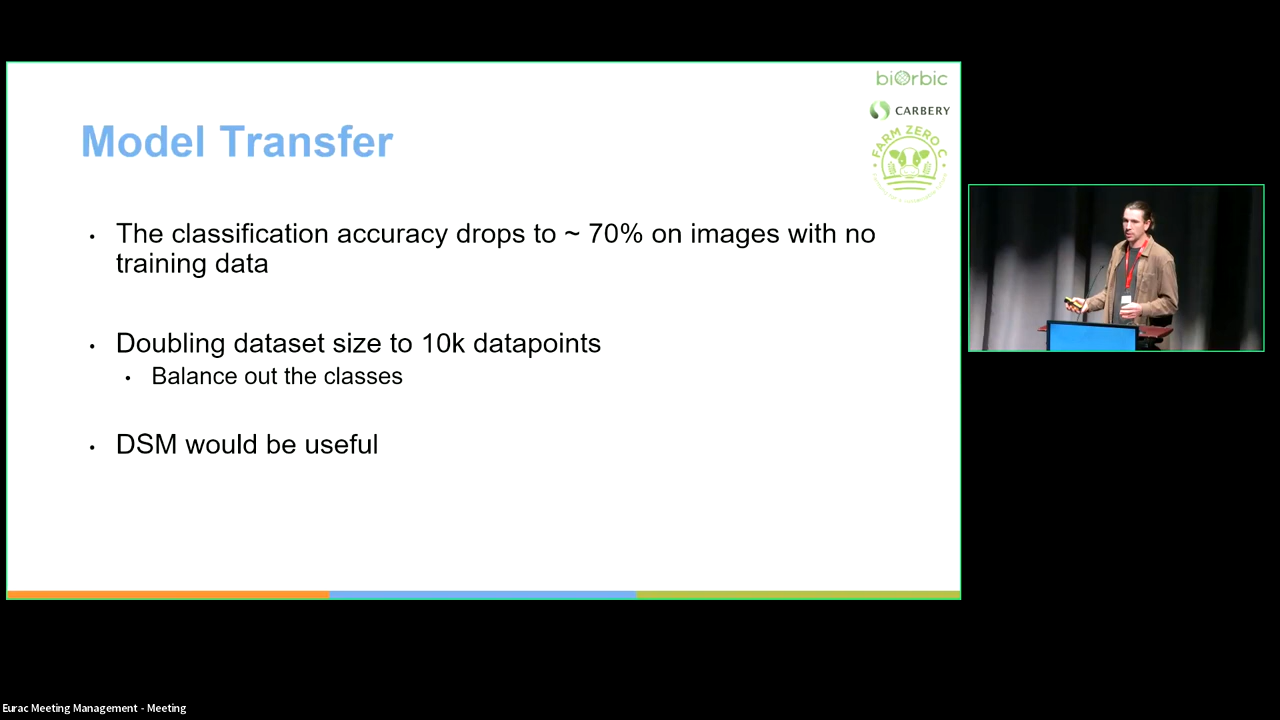 biOrbic
CARBERY
FARM ZERO C
Model Transfer
• The classification accuracy drops to ~ 70% on images with no
training data
• Doubling dataset size to 10k datapoints
• Balance out the classes
• DSM would be useful
Eurac Meeting Management - Meeting